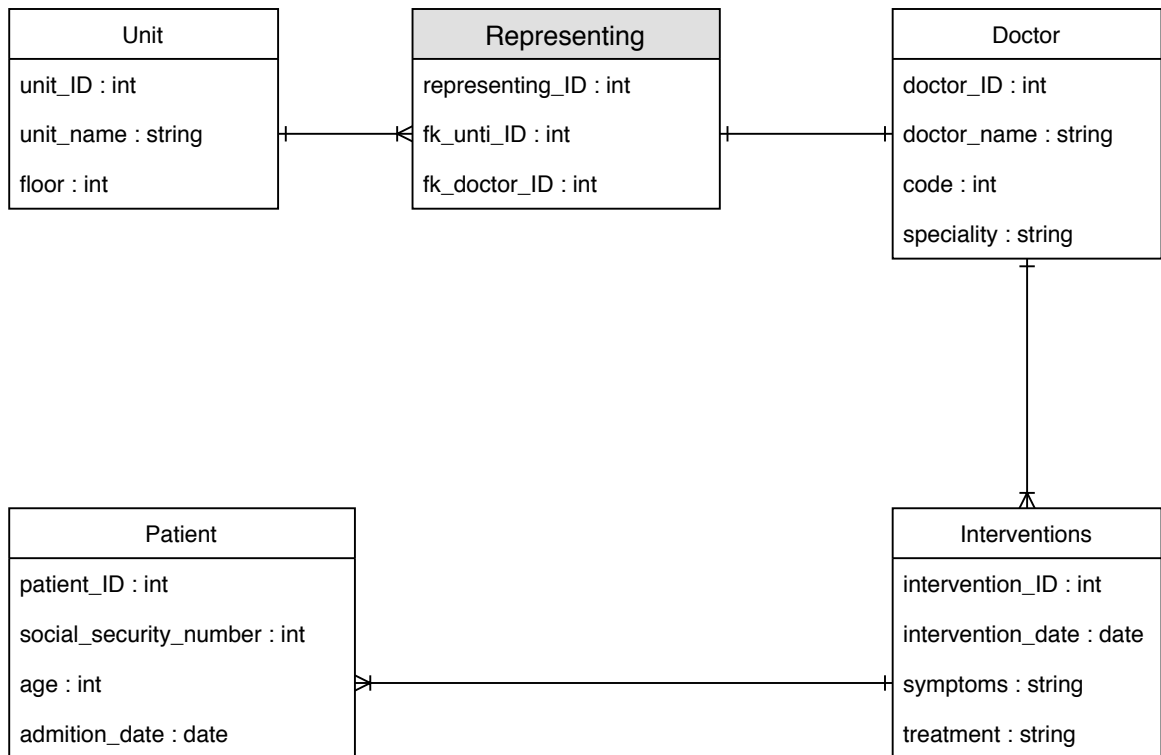 Unit
unit_ID : int
unit_name : string
floor : int
Representing
representing_ID : int
fk_unti_ID : int
fk_doctor_ID : int
Doctor
doctor_ID : int
doctor_name : string
code : int
speciality : string
Patient
patient_ID : int
social_security_number : int
age : int
admition_date : date
Interventions
intervention_ID : int
intervention_date : date
symptoms : string
treatment : string